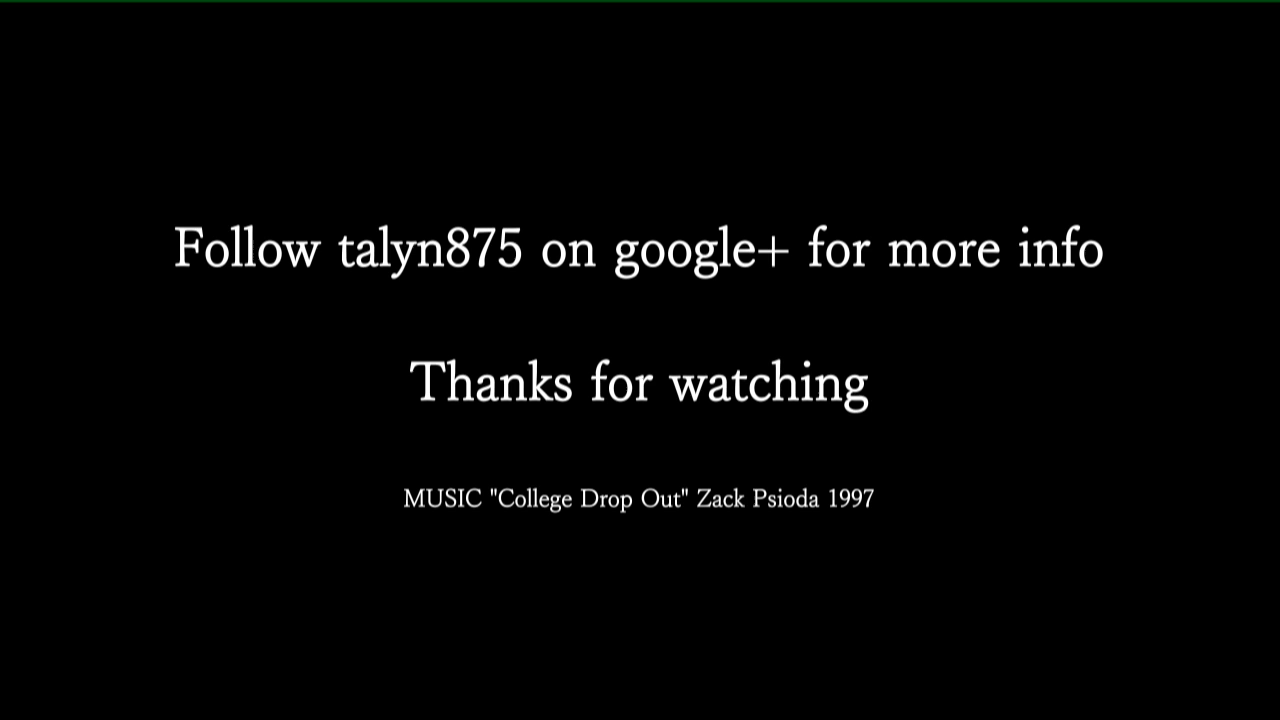 Follow talyn875 on google+ for more info
Thanks for watching
MUSIC "College Drop Out" Zack Psioda 1997